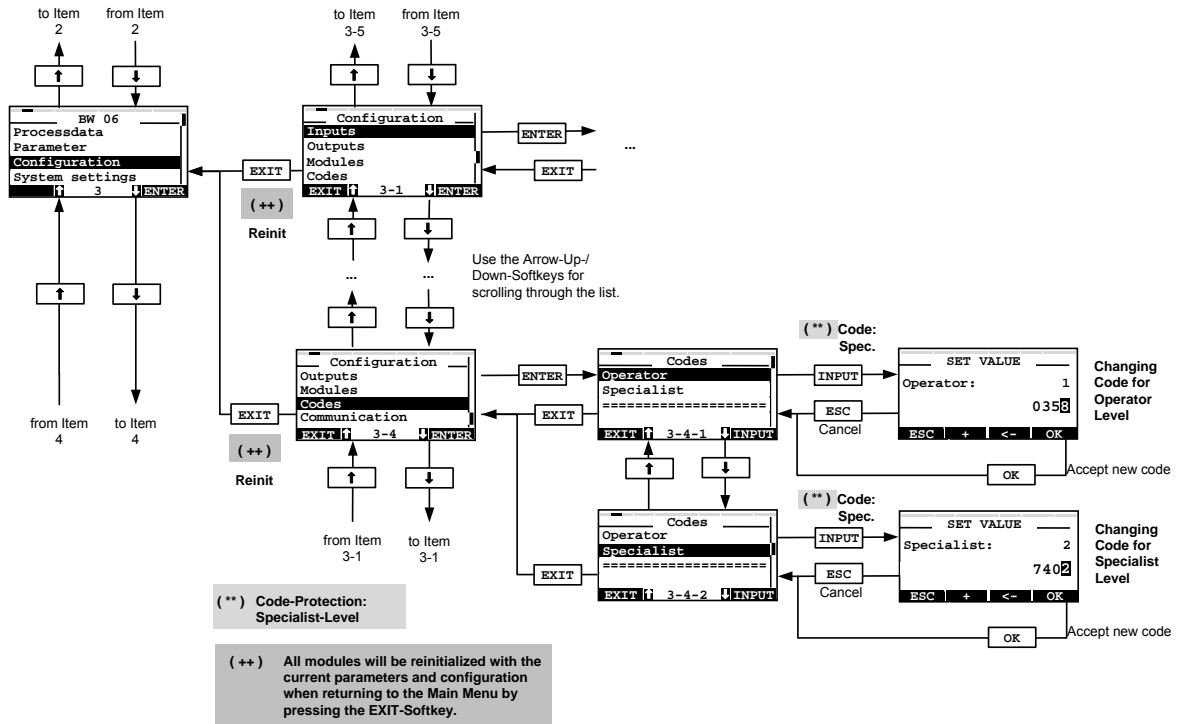 to Item
2
from Item
2
to Item
3-5
from Item
3-5
↑
↓
↑
↓
BW 06
Processdata
Parameter
Configuration
System settings
↑ 3 ↓ ENTER
EXIT
(++)
Reinit
Configuration
Inputs
Outputs
Modules
Codes
EXIT ↑ 3-1 ↓ ENTER
ENTER
EXIT
...
↑
↓
...
...
Use the Arrow-Up-/
Down-Softkeys for
scrolling through the list.
↑
↓
↑
↓
from Item
4
to Item
4
EXIT
(++)
Reinit
Configuration
Outputs
Modules
Codes
Communication
EXIT ↑ 3-4 ↓ ENTER
↑
↓
from Item
3-1
to Item
3-1
ENTER
EXIT
EXIT
Codes
Operator
Specialist
===================
EXIT ↑ 3-4-1 ↓ INPUT
↑
↓
(**) Code:
Spec.
INPUT
ESC
Cancel
SET VALUE
Operator: 1
0358
ESC + <- OK
OK
Accept new code
Changing
Code for
Operator
Level
Codes
Operator
Specialist
===================
EXIT ↑ 3-4-2 ↓ INPUT
(**) Code:
Spec.
INPUT
ESC
Cancel
SET VALUE
Specialist: 2
7402
ESC + <- OK
OK
Accept new code
Changing
Code for
Specialist
Level
(**) Code-Protection:
Specialist-Level
(++) All modules will be reinitialized with the
current parameters and configuration
when returning to the Main Menu by
pressing the EXIT-Softkey.